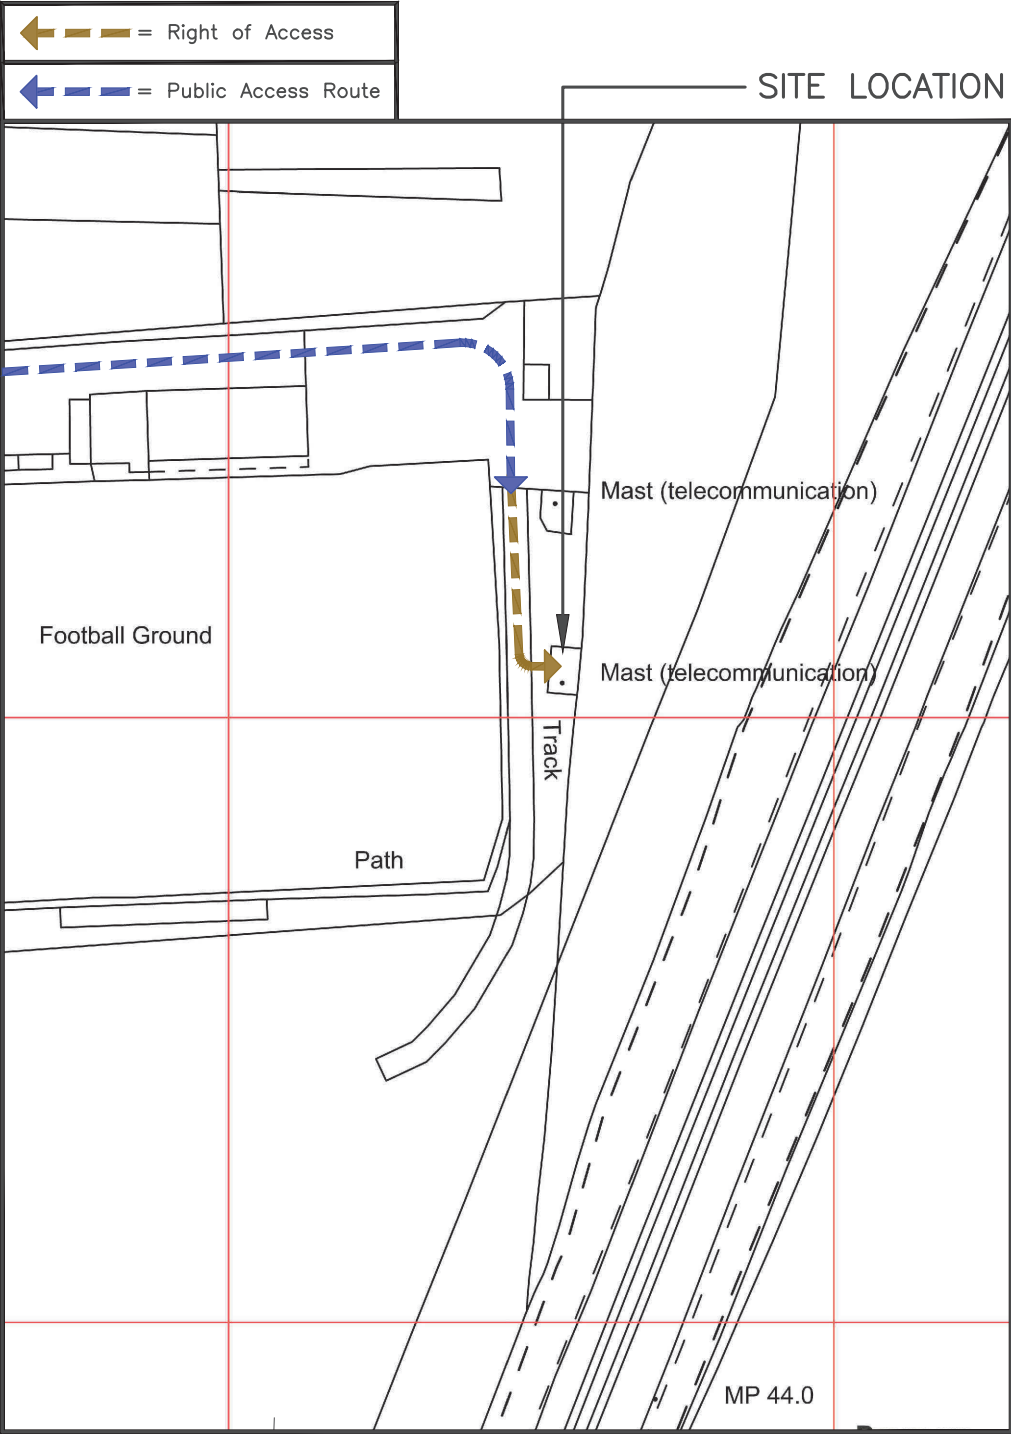 = Right of Access
= Public Access Route
SITE LOCATION
Mast (telecommunication)
Football Ground
Mast (telecommunication)
Track
Path
MP 44.0